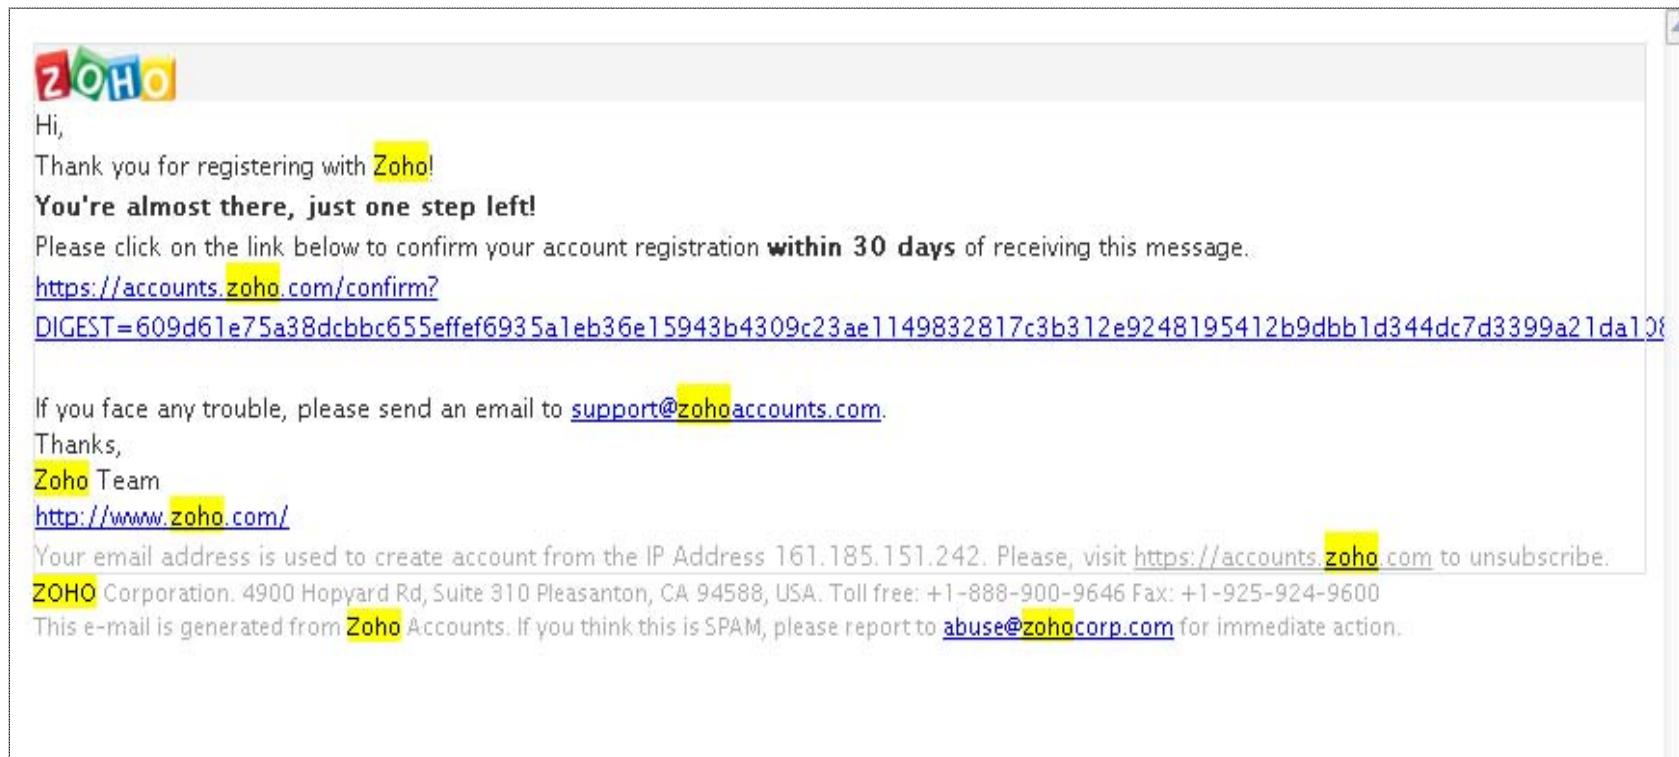 ZOHO
Hi,
Thank you for registering with Zoho!
You're almost there, just one step left!
Please click on the link below to confirm your account registration within 30 days of receiving this message.
https://accounts.zoho.com/confirm?
DIGEST=609d61e75a38dcbbc655effef6935a1eb36e15943b4309c23ae1149832817c3b312e9248195412b9dbb1d344dc7d3399a21da108
If you face any trouble, please send an email to support@zohoaccounts.com.
Thanks,
Zoho Team
http://www.zoho.com/
Your email address is used to create account from the IP Address 161.185.151.242. Please, visit https://accounts.zoho.com to unsubscribe.
ZOHO Corporation. 4900 Hopyard Rd, Suite 310 Pleasanton, CA 94588, USA. Toll free: +1-888-900-9646 Fax: +1-925-924-9600
This e-mail is generated from Zoho Accounts. If you think this is SPAM, please report to abuse@zohocorp.com for immediate action.